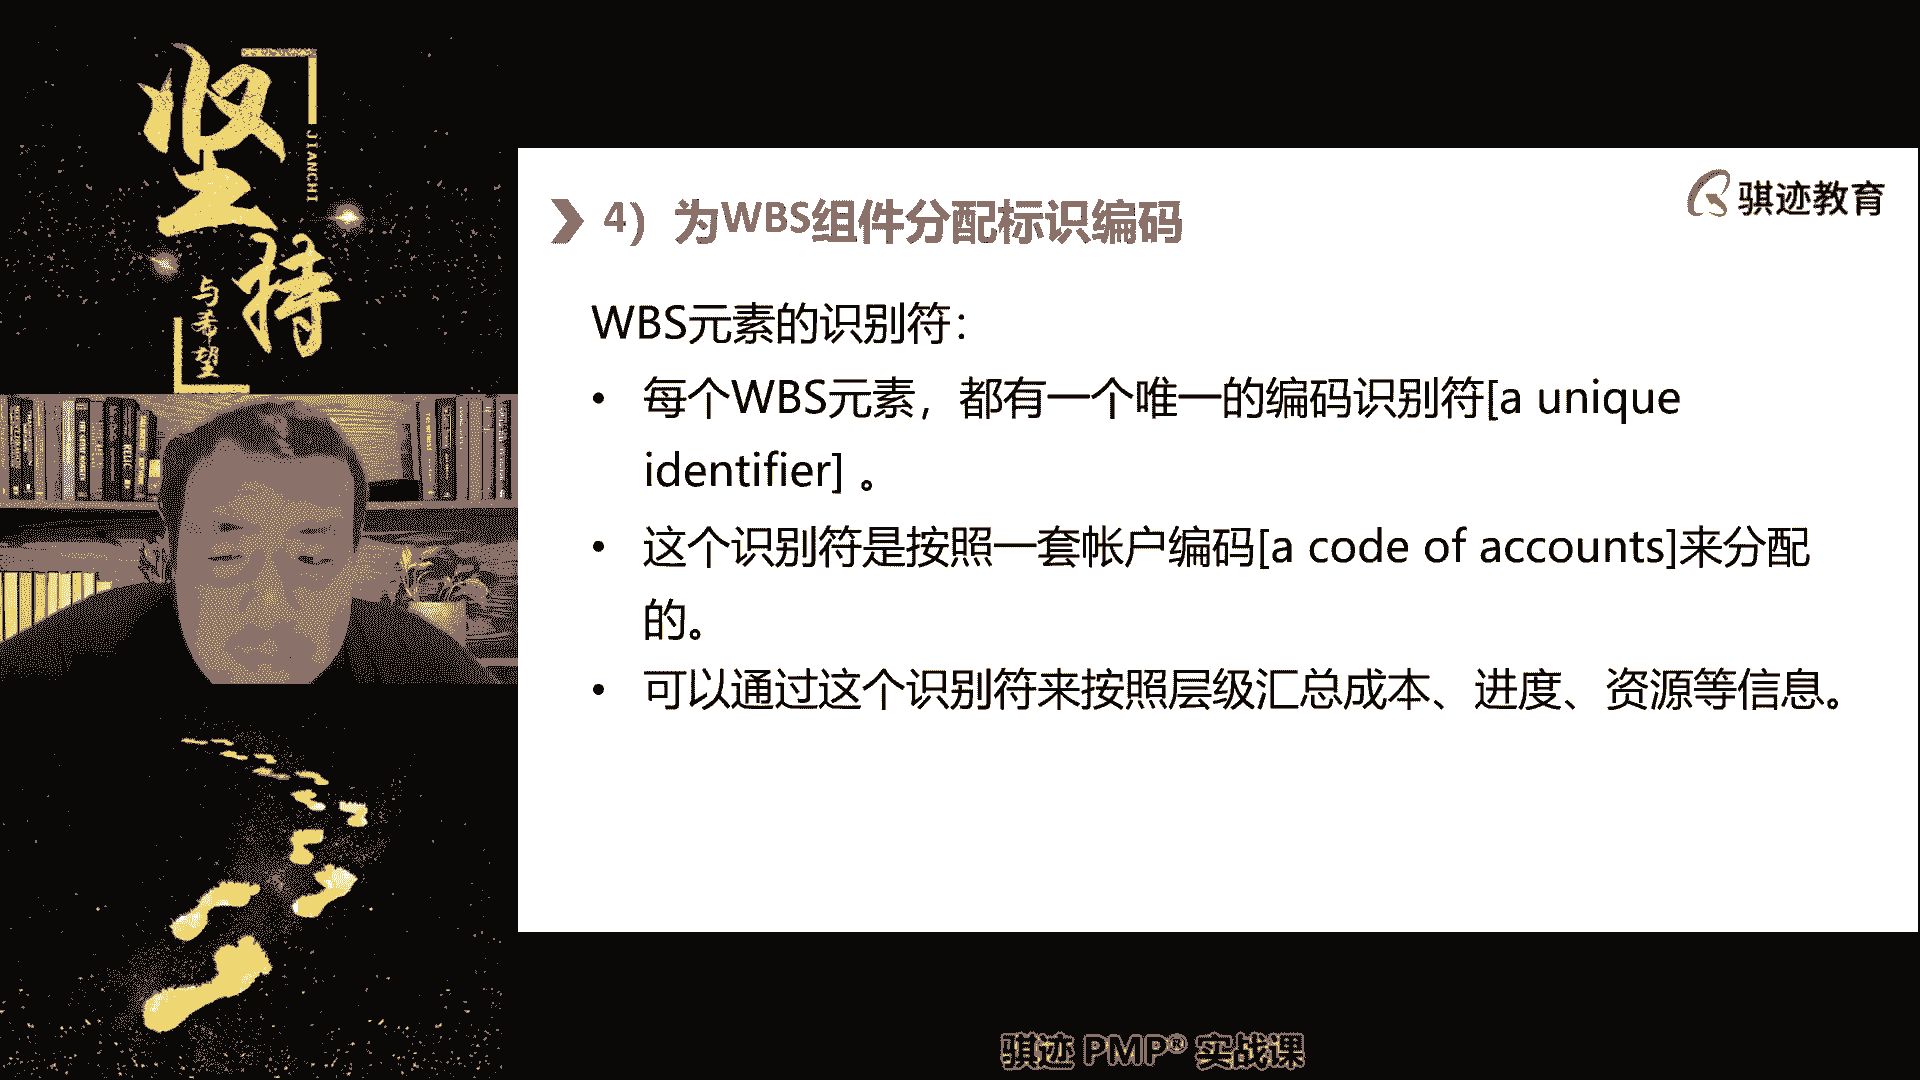 坚持
JIANCHI
与希望
骐迹教育
4）为WBS组件分配标识编码
WBS元素的识别符：
• 每个WBS元素，都有一个唯一的编码识别符[a unique
identifier] 。
• 这个识别符是按照一套帐户编码[a code of accounts]来分配
的。
• 可以通过这个识别符来按照层级汇总成本、进度、资源等信息。
骐迹 PMP® 实战课